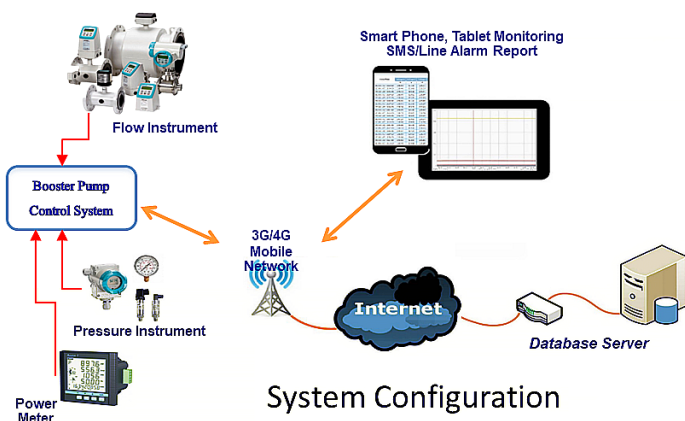 Smart Phone, Tablet Monitoring
SMS/Line Alarm Report
Flow Instrument
Booster Pump
Control System
3G/4G
Mobile
Network
Internet
Pressure Instrument
Database Server
Power
Meter
System Configuration